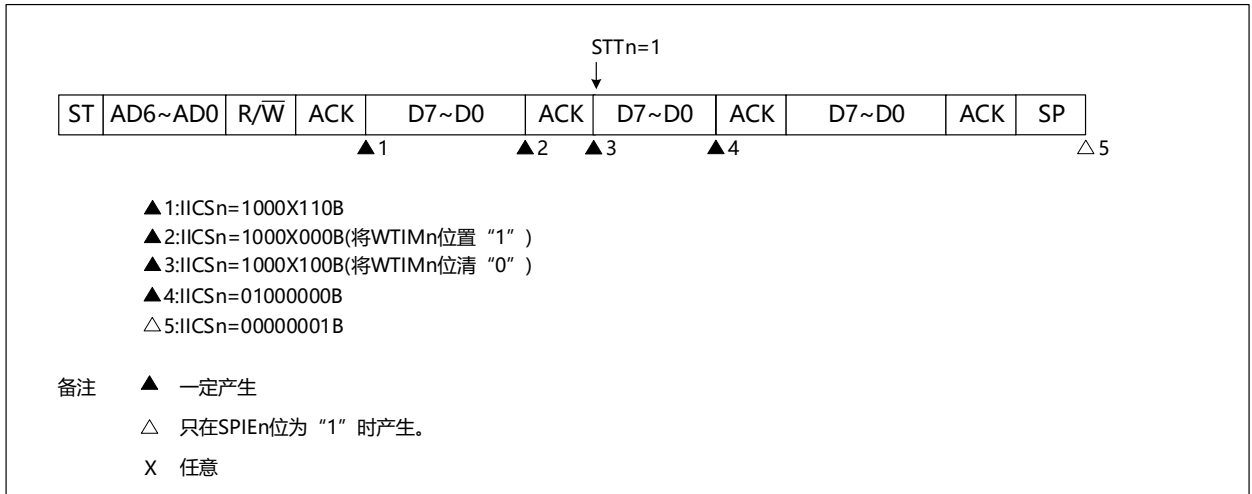 STTn=1
ST AD6~AD0 R/W̅ ACK D7~D0 ACK D7~D0 ACK D7~D0 ACK SP
▲1 ▲2 ▲3 ▲4 △5
▲1:IICSn=1000X110B
▲2:IICSn=1000X000B(将WTIMn位置“1”)
▲3:IICSn=1000X100B(将WTIMn位清“0”)
▲4:IICSn=01000000B
△5:IICSn=00000001B
备注 ▲ 一定产生
△ 只在SPIEn位为“1”时产生。
X 任意